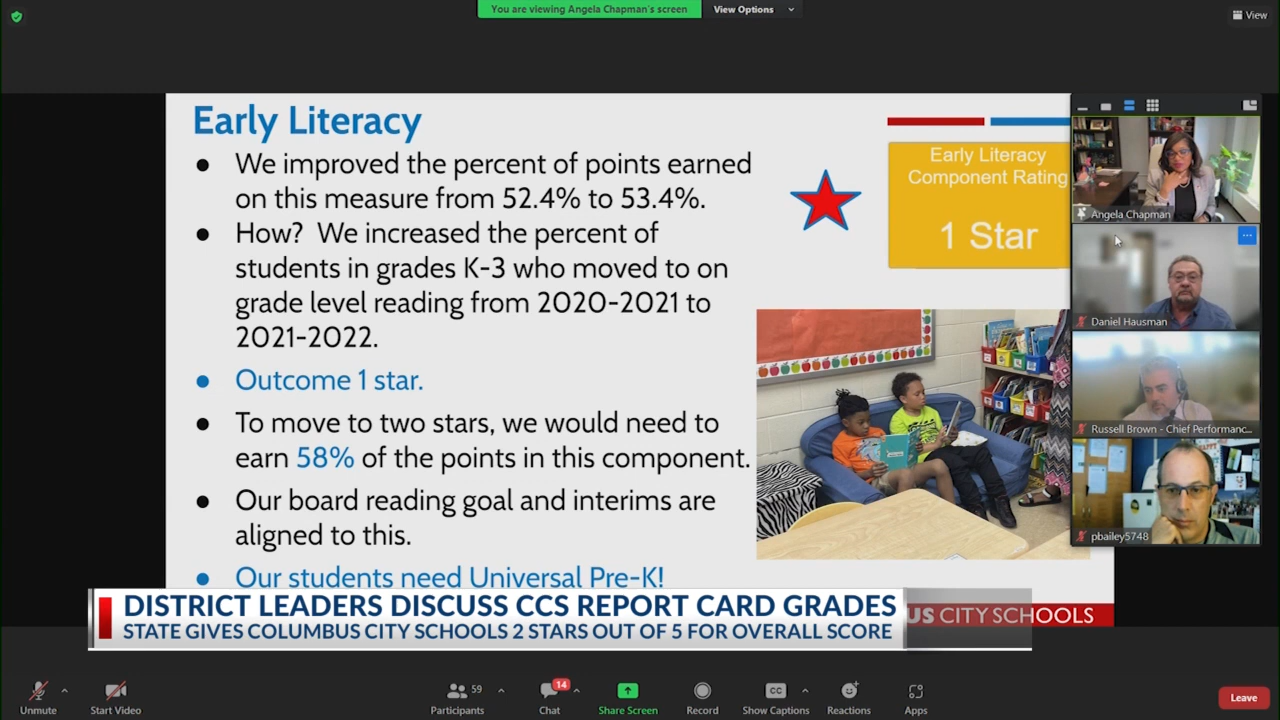 You are viewing Angela Chapman's screen
View Options
View
Early Literacy
• We improved the percent of points earned
on this measure from 52.4% to 53.4%.
• How? We increased the percent of
students in grades K-3 who moved to on
grade level reading from 2020-2021 to
2021-2022.
• Outcome 1 star.
• To move to two stars, we would need to
earn 58% of the points in this component.
• Our board reading goal and interims are
aligned to this.
• Our students need Universal Pre-K!
Early Literacy
Component Rating
1 Star
Angela Chapman
Daniel Hausman
Russell Brown - Chief Performanc...
pbailey5748
DISTRICT LEADERS DISCUSS CCS REPORT CARD GRADES
STATE GIVES COLUMBUS CITY SCHOOLS 2 STARS OUT OF 5 FOR OVERALL SCORE
US CITY SCHOOLS
Unmute
Start Video
59
Participants
14
Chat
Share Screen
Record
CC
Show Captions
Reactions
Apps
Leave